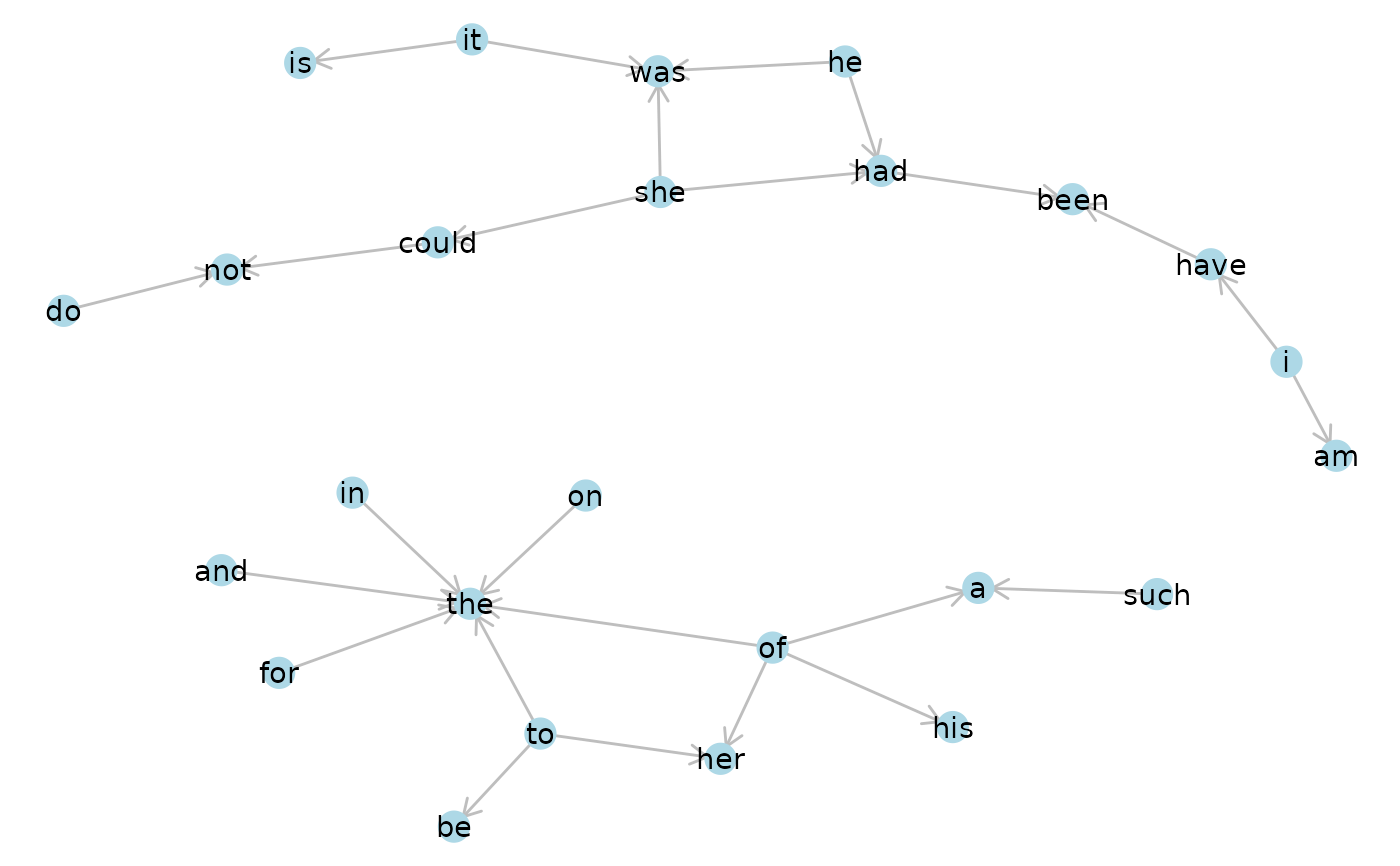 it
is
was
he
had
she
been
could
not
have
do
i
am
in
on
and
the
a
such
of
for
his
to
her
be